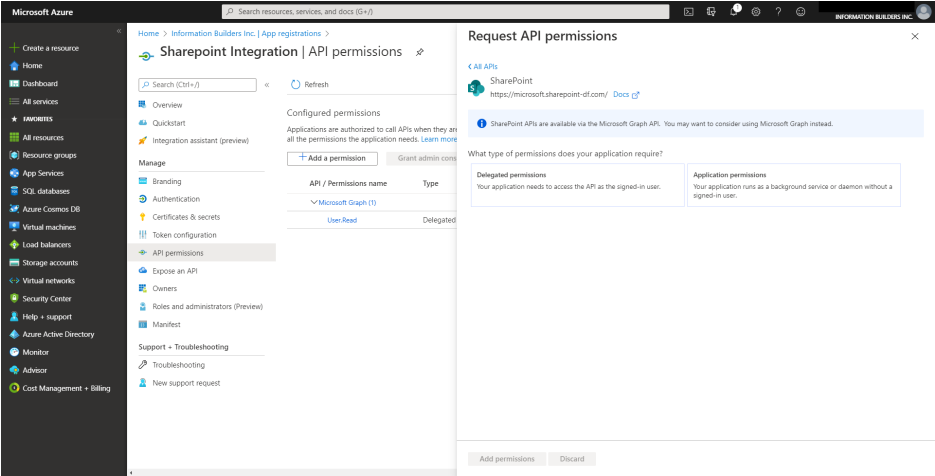 Microsoft Azure
Search resources, services, and docs (G+/)
1
?
INFORMATION BUILDERS INC.
«
Create a resource
Home
Dashboard
All services
FAVORITES
All resources
Resource groups
App Services
SQL databases
Azure Cosmos DB
Virtual machines
Load balancers
Storage accounts
Virtual networks
Security Center
Help + support
Azure Active Directory
Monitor
Advisor
Cost Management + Billing
Home > Information Builders Inc. | App registrations >
Sharepoint Integration | API permissions
Search (Ctrl+/)
«
Overview
Quickstart
Integration assistant (preview)
Manage
Branding
Authentication
Certificates & secrets
Token configuration
API permissions
Expose an API
Owners
Roles and administrators (Preview)
Manifest
Support + Troubleshooting
Troubleshooting
New support request
Refresh
Configured permissions
Applications are authorized to call APIs when they are
all the permissions the application needs. Learn more
Add a permission
Grant admin cons
API / Permissions name
Type
Microsoft Graph (1)
User.Read
Delegated
Request API permissions
All APIs
SharePoint
https://microsoft.sharepoint-df.com/ Docs
SharePoint APIs are available via the Microsoft Graph API. You may want to consider using Microsoft Graph instead.
What type of permissions does your application require?
Delegated permissions
Your application needs to access the API as the signed-in user.
Application permissions
Your application runs as a background service or daemon without a
signed-in user.
Add permissions
Discard